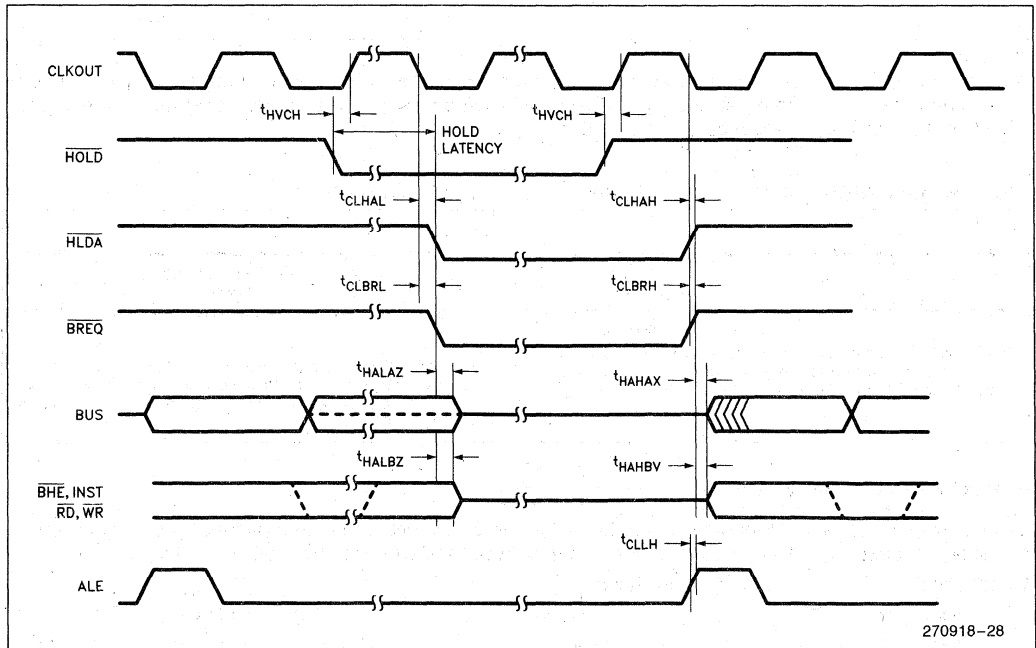 CLKOUT
tHVCH
tHVCH
HOLD
LATENCY
HOLD
tCLHAL
tCLHAH
HLDA
tCLBRL
tCLBRH
BREQ
tHALAZ
tHAHAX
BUS
tHALBZ
tHAHBV
BHE, INST
RD, WR
tCLLH
ALE
270918-28